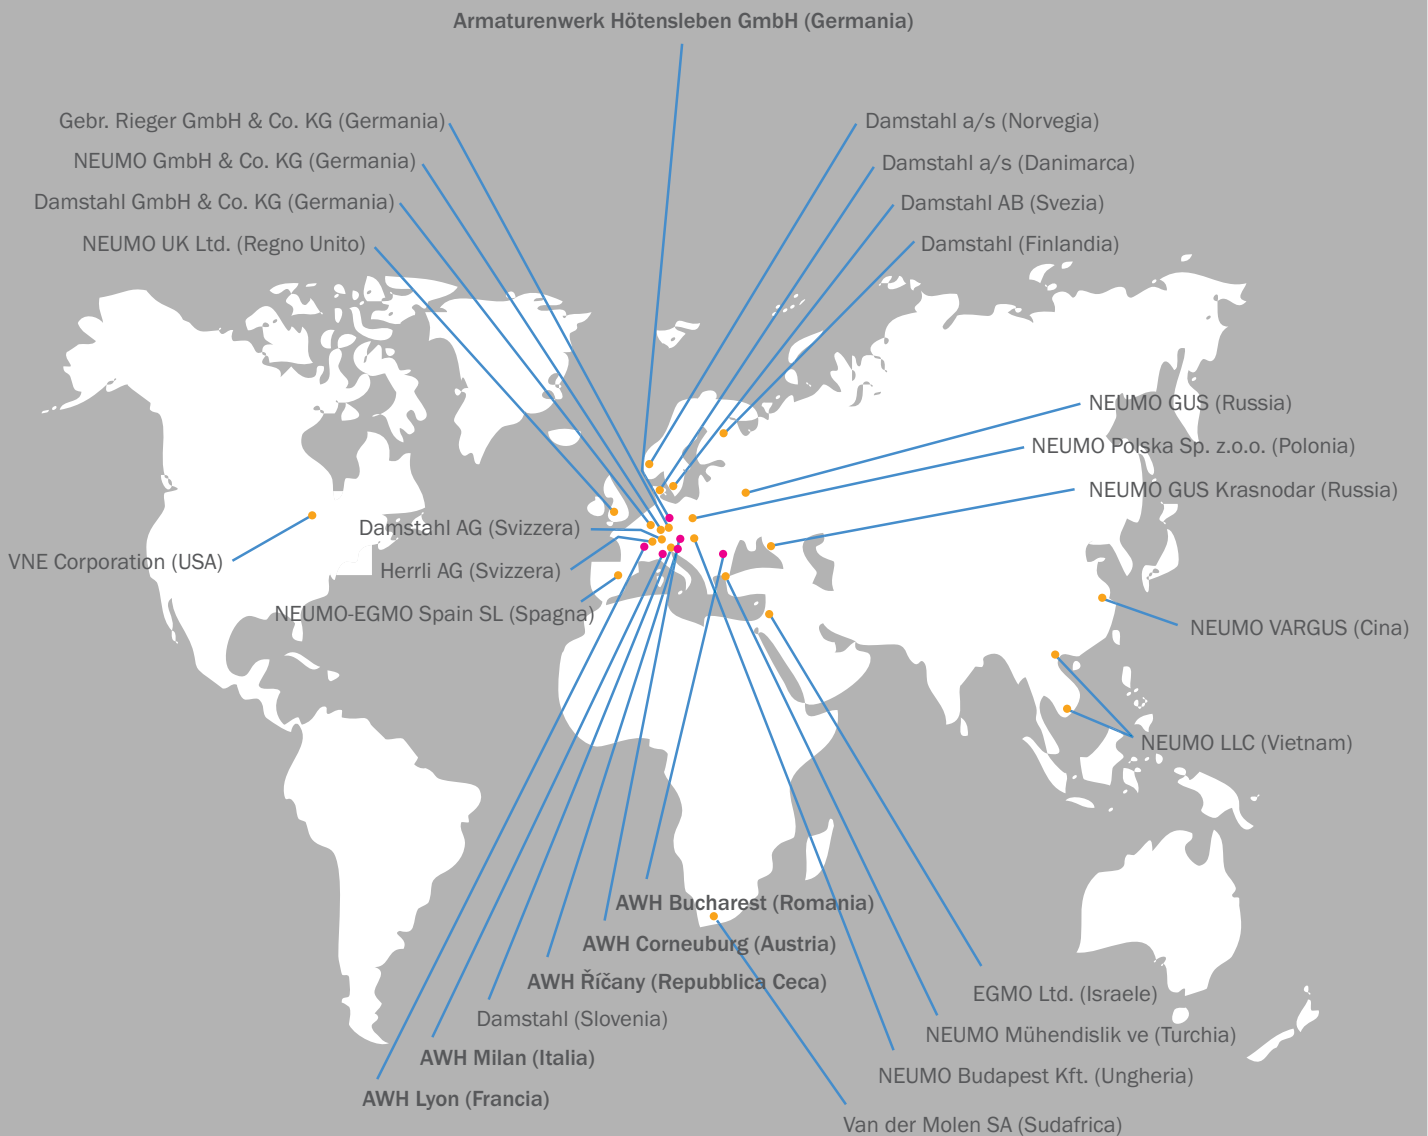 Armaturenwerk Hötensleben GmbH (Germania)
Gebr. Rieger GmbH & Co. KG (Germania)
NEUMO GmbH & Co. KG (Germania)
Damstahl GmbH & Co. KG (Germania)
NEUMO UK Ltd. (Regno Unito)
Damstahl a/s (Norvegia)
Damstahl a/s (Danimarca)
Damstahl AB (Svezia)
Damstahl (Finlandia)
NEUMO GUS (Russia)
NEUMO Polska Sp. z.o.o. (Polonia)
NEUMO GUS Krasnodar (Russia)
Damstahl AG (Svizzera)
VNE Corporation (USA)
Herrli AG (Svizzera)
NEUMO-EGMO Spain SL (Spagna)
NEUMO VARGUS (Cina)
NEUMO LLC (Vietnam)
AWH Bucharest (Romania)
AWH Corneuburg (Austria)
AWH Říčany (Repubblica Ceca)
Damstahl (Slovenia)
AWH Milan (Italia)
AWH Lyon (Francia)
EGMO Ltd. (Israele)
NEUMO Mühendislik ve (Turchia)
NEUMO Budapest Kft. (Ungheria)
Van der Molen SA (Sudafrica)